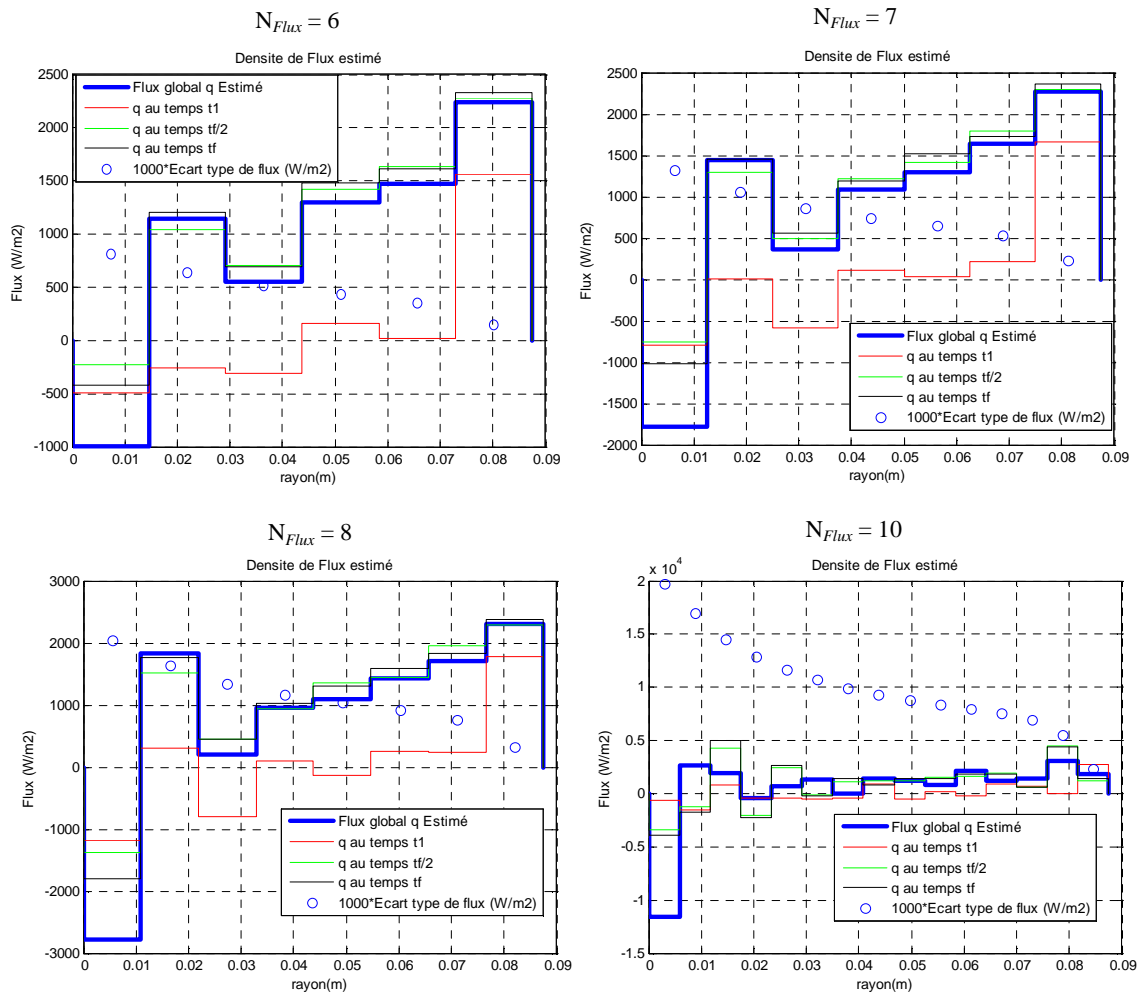 N_Flux = 6
Densite de Flux estimé
2500
2000
1500
1000
500
0
-500
-1000
Flux (W/m2)
Flux global q Estimé
q au temps t1
q au temps tf/2
q au temps tf
1000*Ecart type de flux (W/m2)
0 0.01 0.02 0.03 0.04 0.05 0.06 0.07 0.08 0.09
rayon(m)
N_Flux = 7
Densite de Flux estimé
2500
2000
1500
1000
500
0
-500
-1000
-1500
-2000
Flux (W/m2)
Flux global q Estimé
q au temps t1
q au temps tf/2
q au temps tf
1000*Ecart type de flux (W/m2)
0 0.01 0.02 0.03 0.04 0.05 0.06 0.07 0.08 0.09
rayon(m)
N_Flux = 8
Densite de Flux estimé
3000
2000
1000
0
-1000
-2000
-3000
Flux (W/m2)
Flux global q Estimé
q au temps t1
q au temps tf/2
q au temps tf
1000*Ecart type de flux (W/m2)
0 0.01 0.02 0.03 0.04 0.05 0.06 0.07 0.08 0.09
rayon(m)
N_Flux = 10
Densite de Flux estimé
x 10^4
2
1.5
1
0.5
0
-0.5
-1
-1.5
Flux (W/m2)
Flux global q Estimé
q au temps t1
q au temps tf/2
q au temps tf
1000*Ecart type de flux (W/m2)
0 0.01 0.02 0.03 0.04 0.05 0.06 0.07 0.08 0.09
rayon(m)